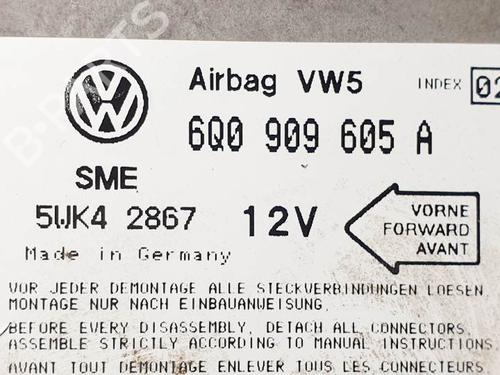 Airbag VW5 INDEX 02
6Q0 909 605 A
SME
5WK4 2867 12V
VORNE
FORWARD
AVANT
Made in Germany
VOR JEDER DEMONTAGE ALLE STECKVERBINDUNGEN LOESEN
MONTAGE NUR NACH EINBAUANWEISUNG.
BEFORE EVERY DISASSEMBLY, DETACH ALL CONNECTORS
ASSEMBLE STRICTLY ACCORDING TO MANUAL INSTRUCTIONS
AVANT TOUT DEMONTAGE ENLEVER TOUS LES CONNECTEURS
B-PARTS